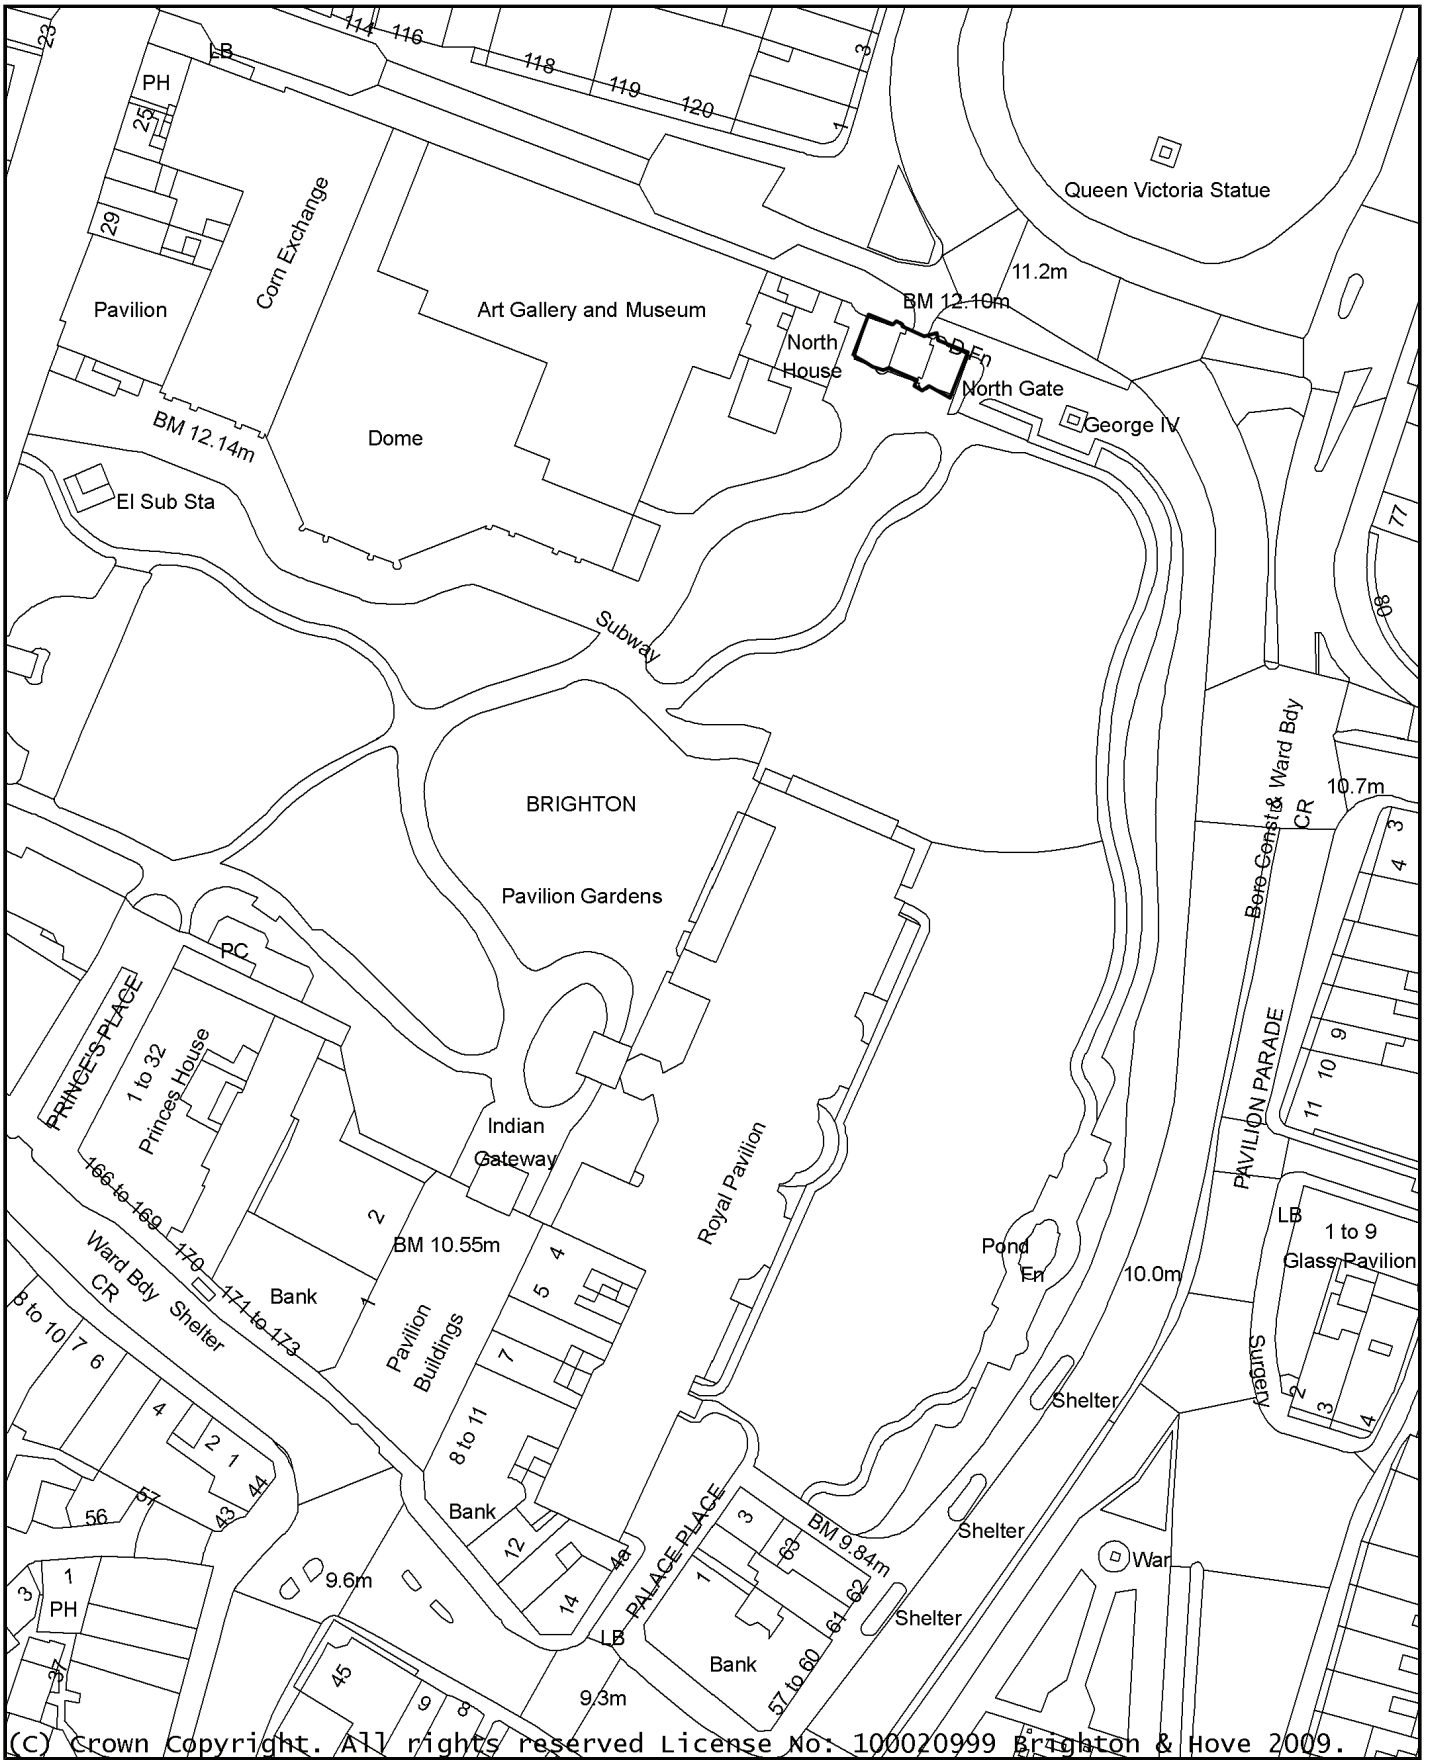 23
LB
114
116
118
119
120
3
1
PH
25
29
Corn Exchange
Queen Victoria Statue
Pavilion
Art Gallery and Museum
11.2m
BM 12.10m
North
House
D Fn
North Gate
George IV
BM 12.14m
Dome
El Sub Sta
77
80
Subway
Boro Const & Ward Bdy
CR
10.7m
BRIGHTON
Pavilion Gardens
3
4
PC
PRINCE'S PLACE
1 to 32
Princes House
9
10
11
PAVILION PARADE
Indian
Gateway
Royal Pavilion
166 to 169
170
171 to 173
2
BM 10.55m
4
5
7
8 to 11
Pond
Fn
10.0m
LB
1 to 9
Glass Pavilion
Ward Bdy
CR
Shelter
Bank
1
Pavilion
Buildings
8 to 10
7
6
4
2
1
44
43
57
56
Surgery
2
3
4
Shelter
Bank
12
14
4a
PALACE PLACE
3
63
BM 9.84m
62
61
57 to 60
1
Shelter
War
Shelter
3
1
PH
37
9.6m
LB
Bank
45
9
8
9.3m
(C) Crown Copyright. All rights reserved License No: 100020999 Brighton & Hove 2009.